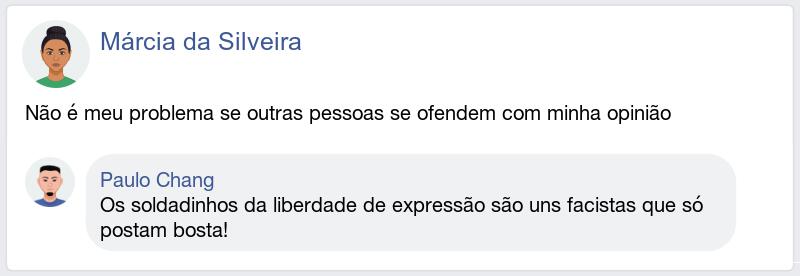 Márcia da Silveira
Não é meu problema se outras pessoas se ofendem com minha opinião
Paulo Chang
Os soldadinhos da liberdade de expressão são uns facistas que só
postam bosta!